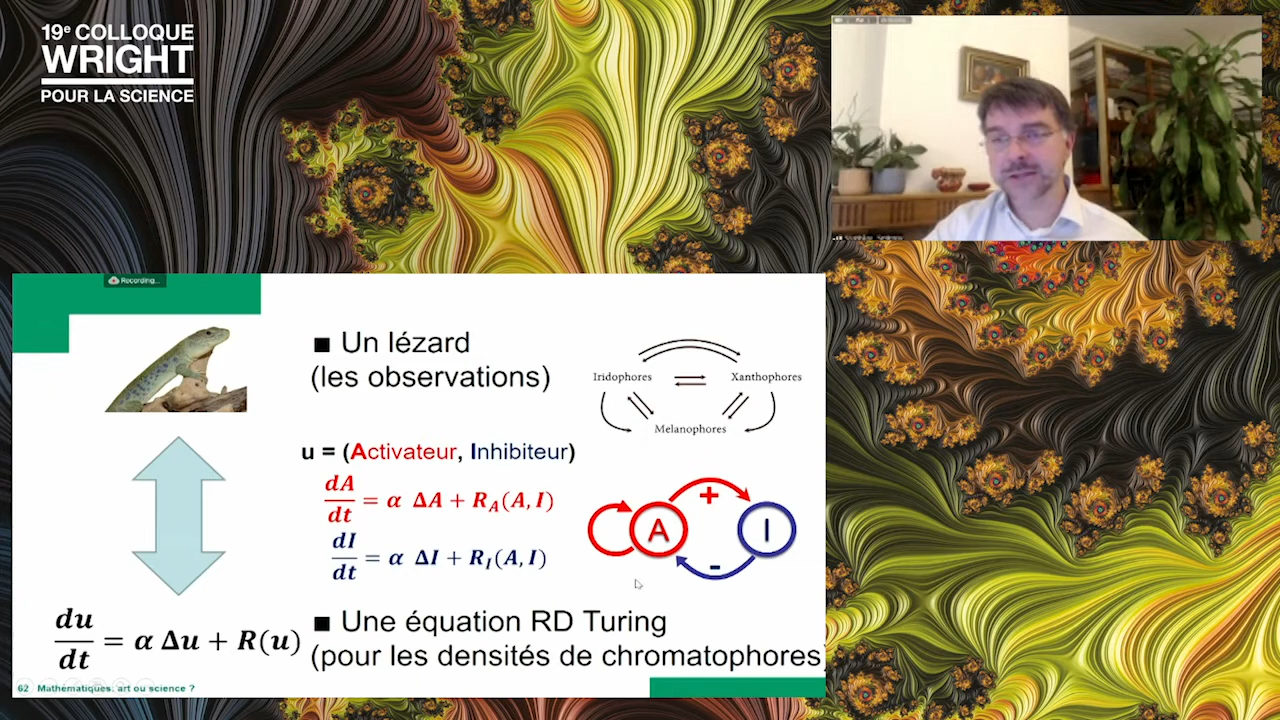 19e COLLOQUE
WRIGHT
POUR LA SCIENCE
Recording...
■ Un lézard
(les observations)
Iridophores
Xanthophores
Melanophores
u = (Activateur, Inhibiteur)
dA/dt = α ΔA + R_A(A, I)
dI/dt = α ΔI + R_I(A, I)
A
+
I
-
du/dt = α Δu + R(u)
■ Une équation RD Turing
(pour les densités de chromatophores)
62 Mathématiques: art ou science ?